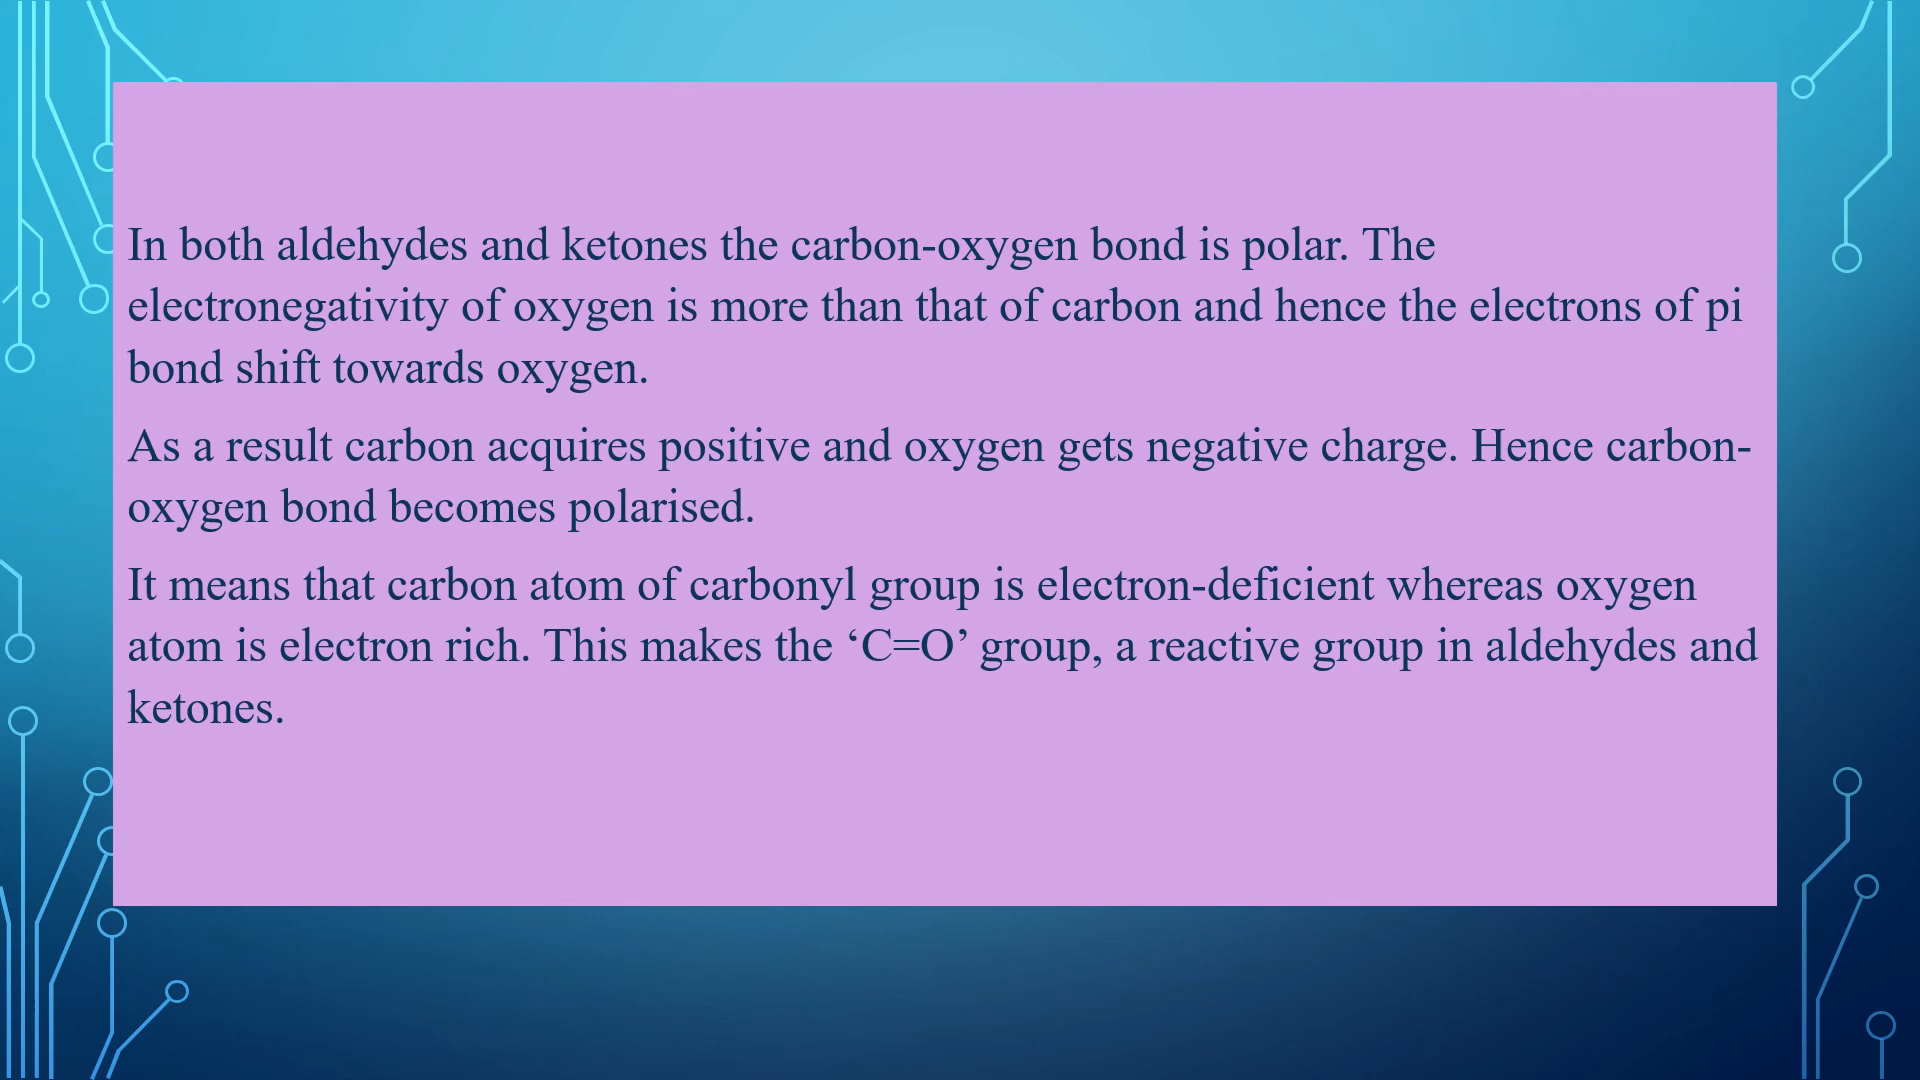 In both aldehydes and ketones the carbon-oxygen bond is polar. The
electronegativity of oxygen is more than that of carbon and hence the electrons of pi
bond shift towards oxygen.
As a result carbon acquires positive and oxygen gets negative charge. Hence carbon-
oxygen bond becomes polarised.
It means that carbon atom of carbonyl group is electron-deficient whereas oxygen
atom is electron rich. This makes the ‘C=O’ group, a reactive group in aldehydes and
ketones.